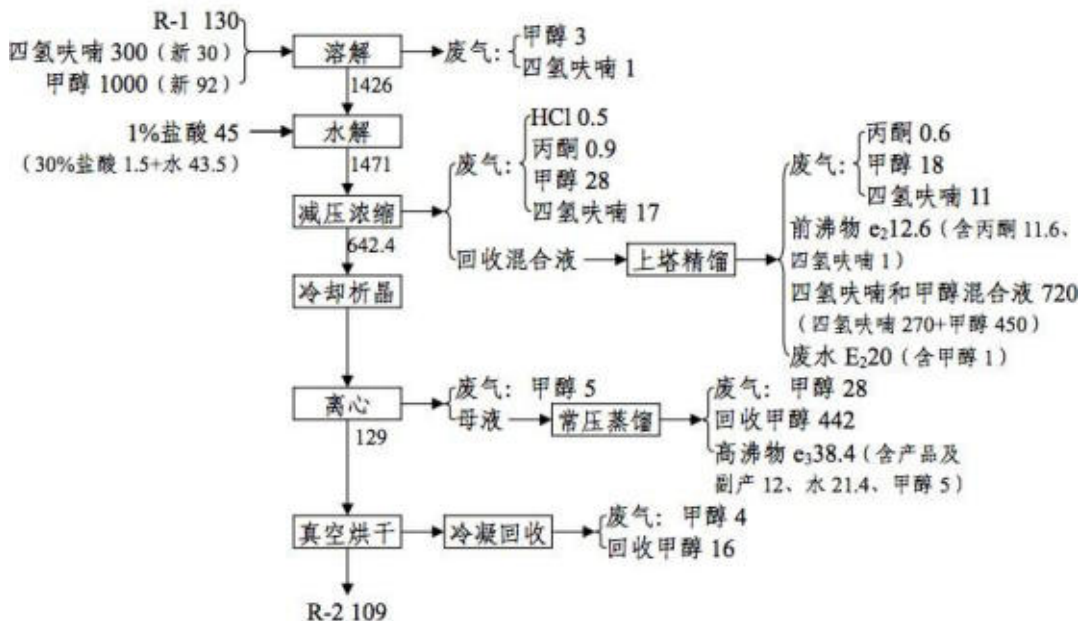 R-1 130
四氢呋喃 300（新 30）
甲醇 1000（新 92）
溶解
废气：
甲醇 3
四氢呋喃 1
1426
1%盐酸 45
（30%盐酸 1.5+水 43.5）
水解
1471
减压浓缩
废气：
HCl 0.5
丙酮 0.9
甲醇 28
四氢呋喃 17
回收混合液
上塔精馏
废气：
丙酮 0.6
甲醇 18
四氢呋喃 11
前沸物 e₂12.6（含丙酮 11.6、
四氢呋喃 1）
四氢呋喃和甲醇混合液 720
（四氢呋喃 270+甲醇 450）
废水 E₂20（含甲醇 1）
642.4
冷却析晶
离心
废气：甲醇 5
母液
常压蒸馏
废气：甲醇 28
回收甲醇 442
高沸物 e₃38.4（含产品及
副产 12、水 21.4、甲醇 5）
129
真空烘干
冷凝回收
废气：甲醇 4
回收甲醇 16
R-2 109